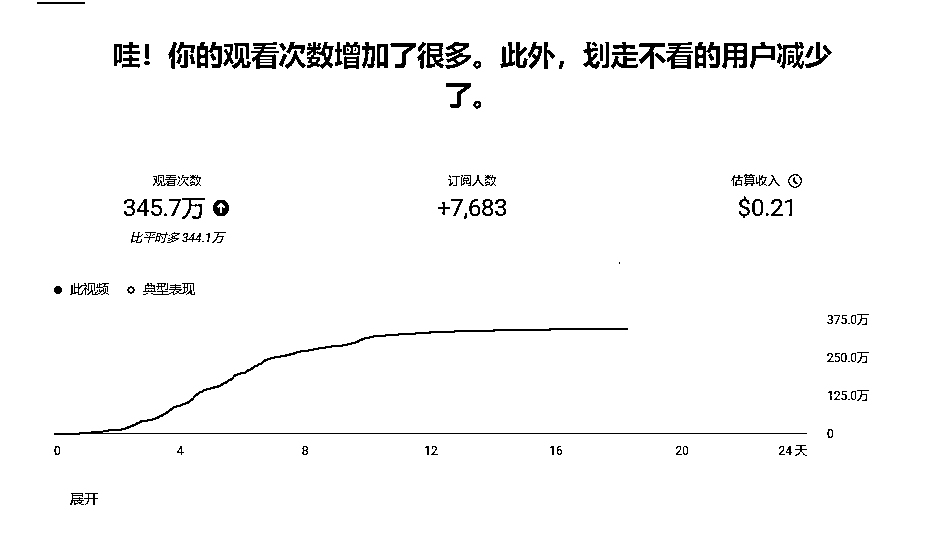 哇！你的观看次数增加了很多。此外，划走不看的用户减少
了。
观看次数
345.7万
比平时多 344.1万
订阅人数
+7,683
估算收入
$0.21
此视频 典型表现
375.0万
250.0万
125.0万
0
0 4 8 12 16 20 24 天
展开